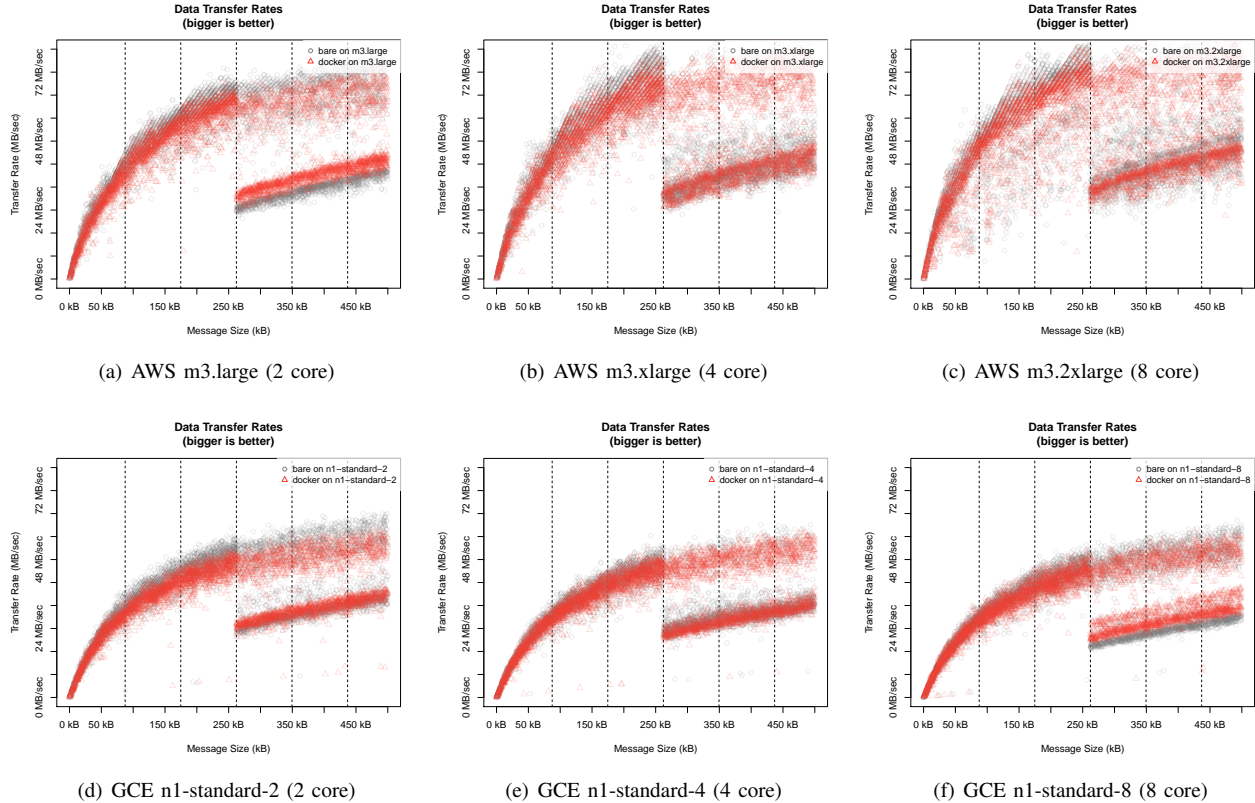 Data Transfer Rates
(bigger is better)
bare on m3.large
docker on m3.large
Transfer Rate (MB/sec)
0 MB/sec
24 MB/sec
48 MB/sec
72 MB/sec
0 kB
50 kB
150 kB
250 kB
350 kB
450 kB
Message Size (kB)
(a) AWS m3.large (2 core)
Data Transfer Rates
(bigger is better)
bare on m3.xlarge
docker on m3.xlarge
Transfer Rate (MB/sec)
0 MB/sec
24 MB/sec
48 MB/sec
72 MB/sec
0 kB
50 kB
150 kB
250 kB
350 kB
450 kB
Message Size (kB)
(b) AWS m3.xlarge (4 core)
Data Transfer Rates
(bigger is better)
bare on m3.2xlarge
docker on m3.2xlarge
Transfer Rate (MB/sec)
0 MB/sec
24 MB/sec
48 MB/sec
72 MB/sec
0 kB
50 kB
150 kB
250 kB
350 kB
450 kB
Message Size (kB)
(c) AWS m3.2xlarge (8 core)
Data Transfer Rates
(bigger is better)
bare on n1-standard-2
docker on n1-standard-2
Transfer Rate (MB/sec)
0 MB/sec
24 MB/sec
48 MB/sec
72 MB/sec
0 kB
50 kB
150 kB
250 kB
350 kB
450 kB
Message Size (kB)
(d) GCE n1-standard-2 (2 core)
Data Transfer Rates
(bigger is better)
bare on n1-standard-4
docker on n1-standard-4
Transfer Rate (MB/sec)
0 MB/sec
24 MB/sec
48 MB/sec
72 MB/sec
0 kB
50 kB
150 kB
250 kB
350 kB
450 kB
Message Size (kB)
(e) GCE n1-standard-4 (4 core)
Data Transfer Rates
(bigger is better)
bare on n1-standard-8
docker on n1-standard-8
Transfer Rate (MB/sec)
0 MB/sec
24 MB/sec
48 MB/sec
72 MB/sec
0 kB
50 kB
150 kB
250 kB
350 kB
450 kB
Message Size (kB)
(f) GCE n1-standard-8 (8 core)